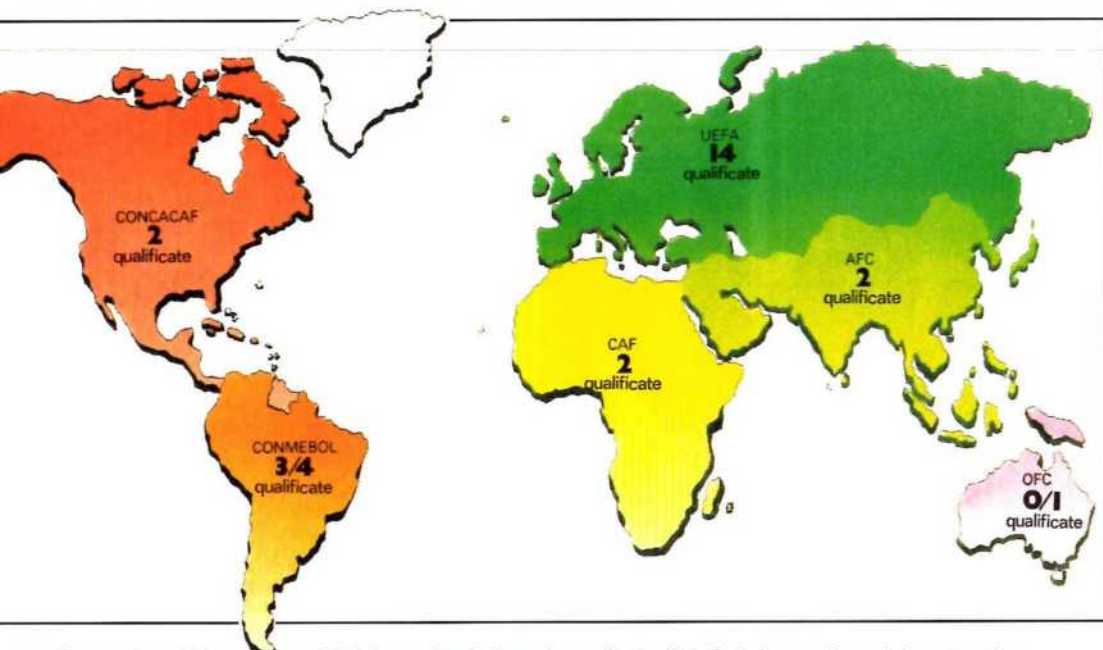 UEFA
14
qualificate
CONCACAF
2
qualificate
AFC
2
qualificate
CAF
2
qualificate
CONMEBOL
3/4
qualificate
OFC
0/1
qualificate